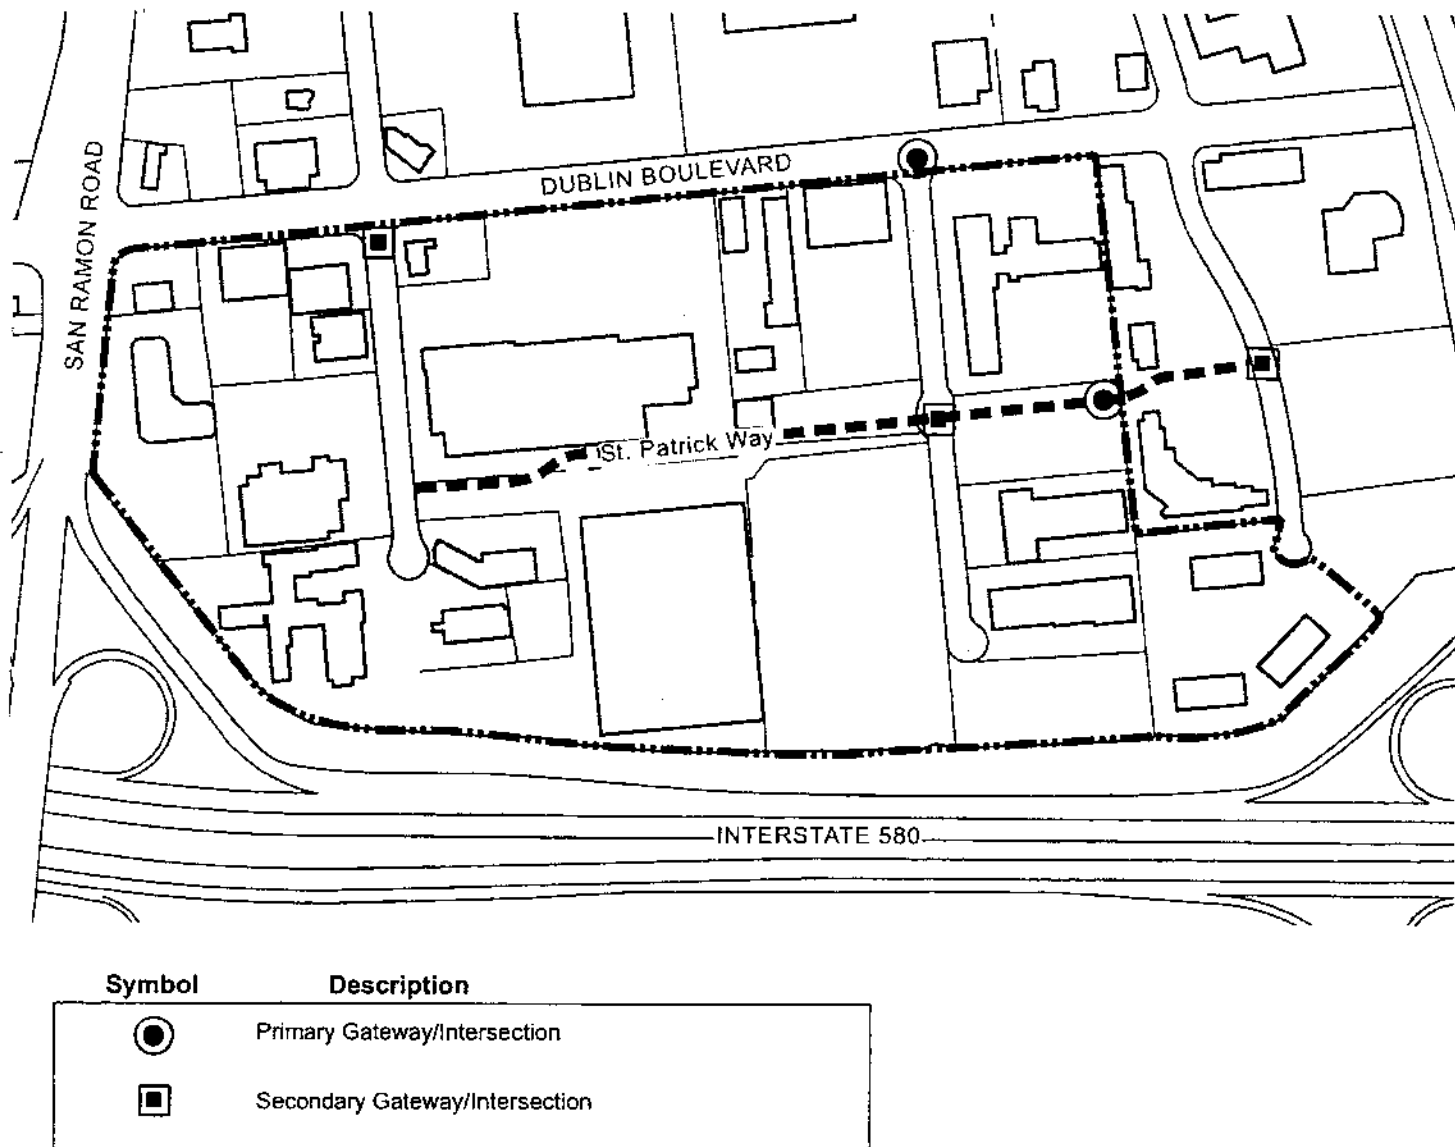 DUBLIN BOULEVARD
SAN RAMON ROAD
St. Patrick Way
INTERSTATE 580
Symbol Description
Primary Gateway/Intersection
Secondary Gateway/Intersection